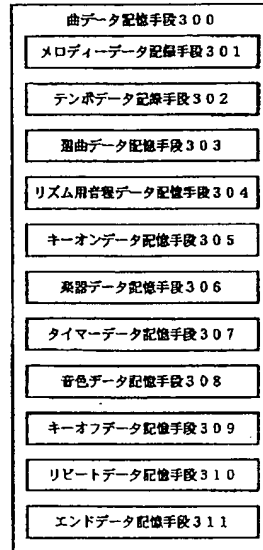 曲データ記憶手段300
メロディーデータ記録手段301
テンポデータ記録手段302
選曲データ記憶手段303
リズム用音程データ記憶手段304
キーオンデータ記憶手段305
楽器データ記憶手段306
タイマーデータ記憶手段307
音色データ記憶手段308
キーオフデータ記憶手段309
リピートデータ記憶手段310
エンドデータ記憶手段311